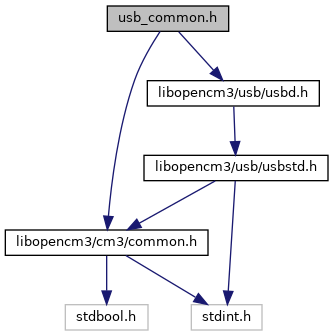 usb_common.h
libopencm3/usb/usbd.h
libopencm3/usb/usbstd.h
libopencm3/cm3/common.h
stdbool.h
stdint.h